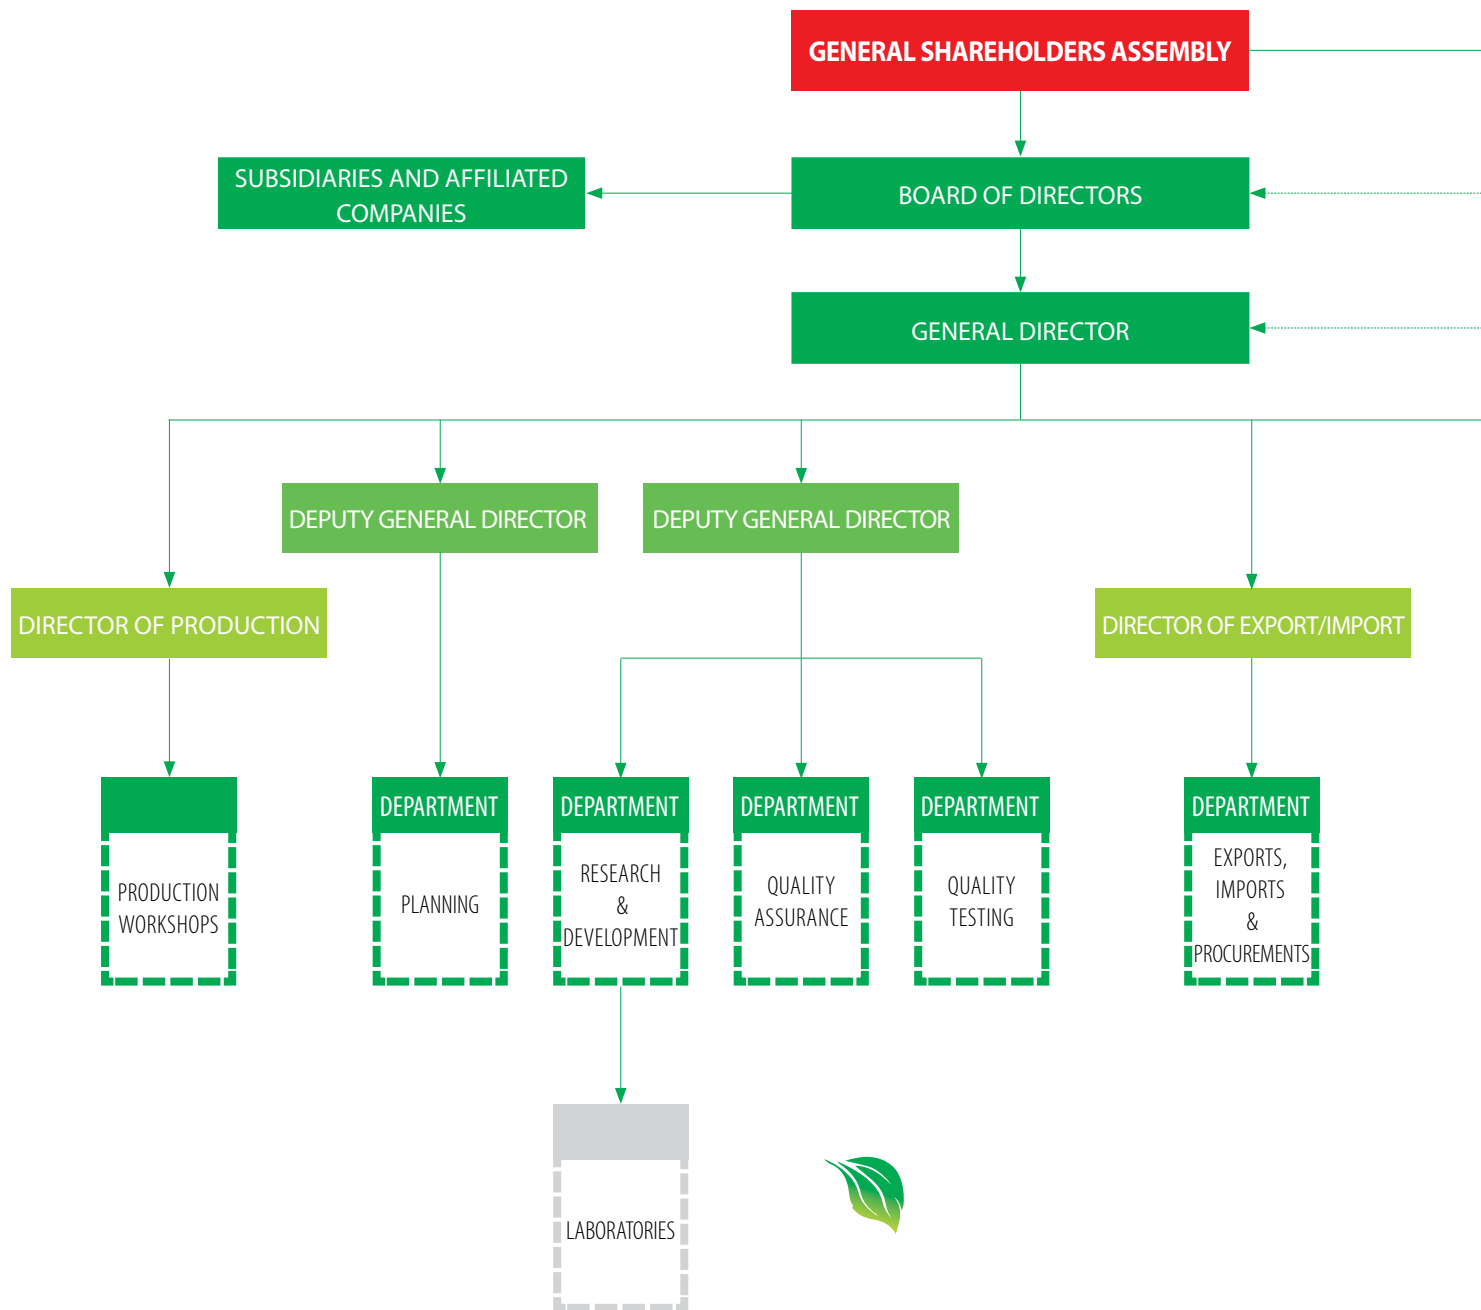 GENERAL SHAREHOLDERS ASSEMBLY
SUBSIDIARIES AND AFFILIATED
COMPANIES
BOARD OF DIRECTORS
GENERAL DIRECTOR
DEPUTY GENERAL DIRECTOR
DEPUTY GENERAL DIRECTOR
DIRECTOR OF PRODUCTION
DIRECTOR OF EXPORT/IMPORT
PRODUCTION
WORKSHOPS
DEPARTMENT
PLANNING
DEPARTMENT
RESEARCH
&
DEVELOPMENT
DEPARTMENT
QUALITY
ASSURANCE
DEPARTMENT
QUALITY
TESTING
DEPARTMENT
EXPORTS,
IMPORTS
&
PROCUREMENTS
LABORATORIES